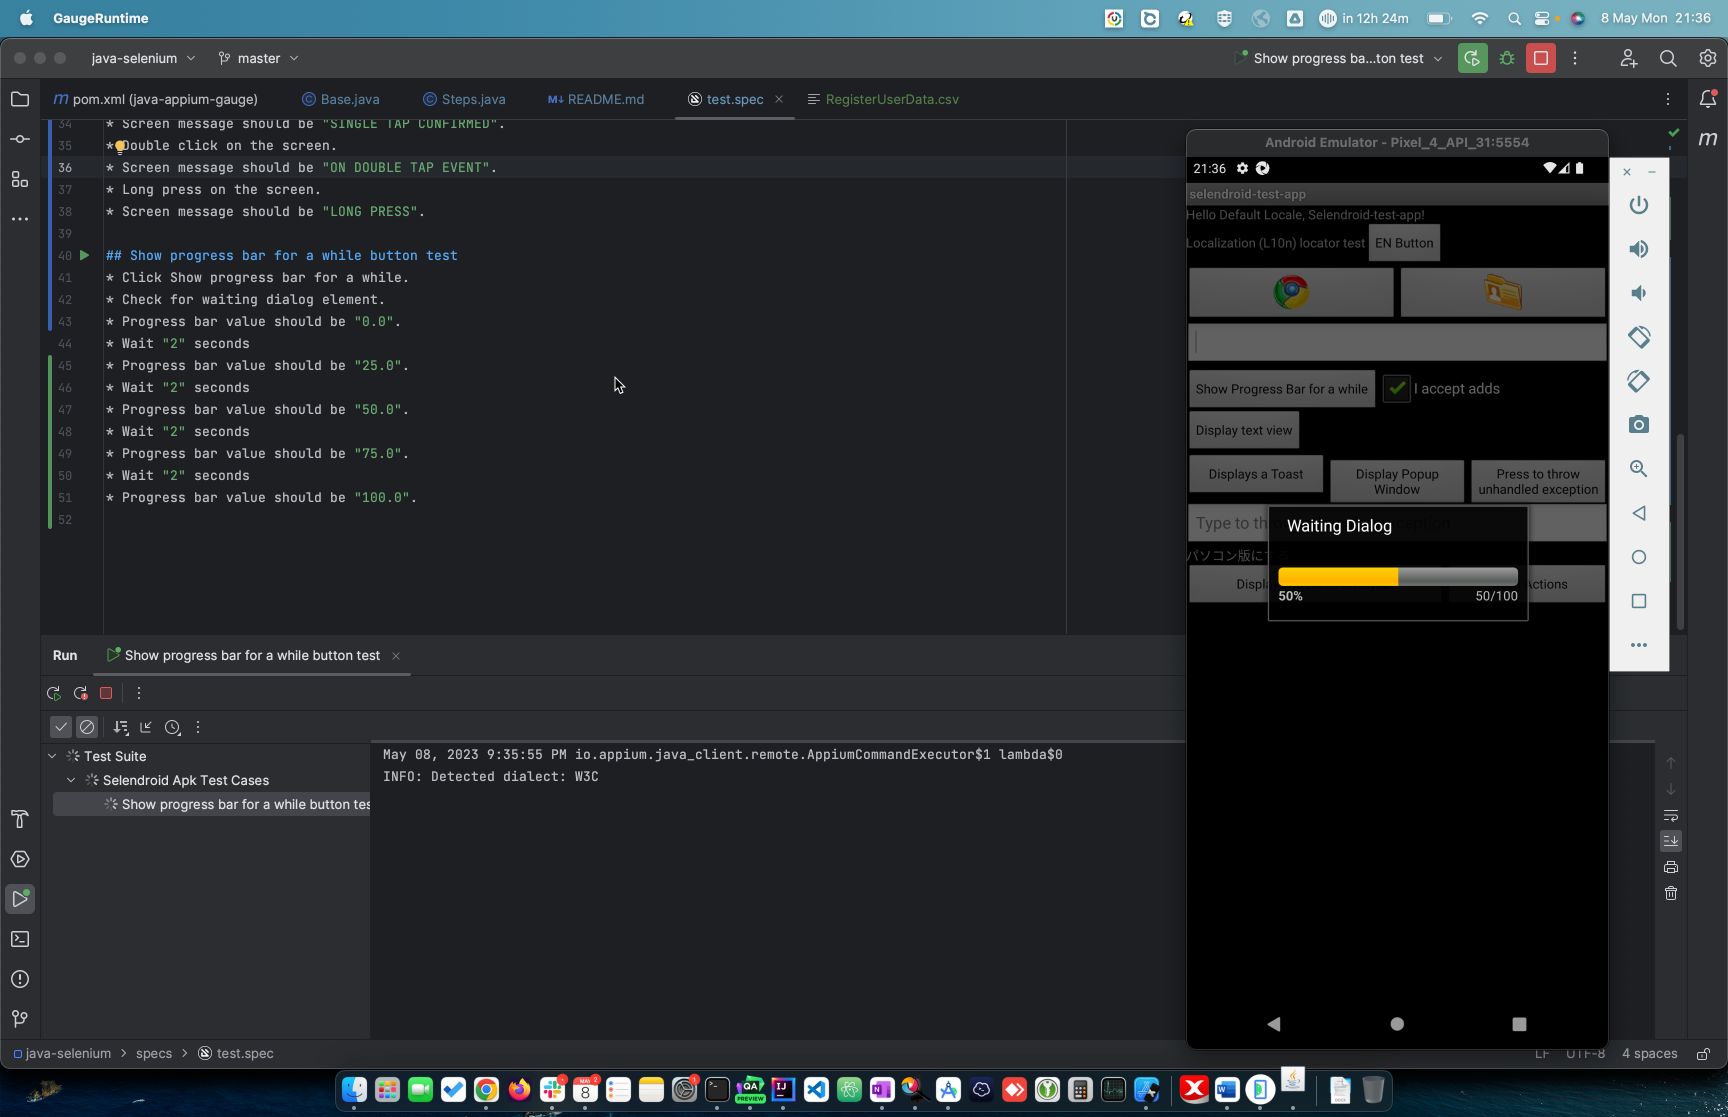 GaugeRuntime
in 12h 24m
8 May Mon 21:36
java-selenium
master
Show progress ba...ton test
pom.xml (java-appium-gauge)
Base.java
Steps.java
README.md
test.spec
RegisterUserData.csv
34 * Screen message should be "SINGLE TAP CONFIRMED".
35 * Double click on the screen.
36 * Screen message should be "ON DOUBLE TAP EVENT".
37 * Long press on the screen.
38 * Screen message should be "LONG PRESS".
39
40 ## Show progress bar for a while button test
41 * Click Show progress bar for a while.
42 * Check for waiting dialog element.
43 * Progress bar value should be "0.0".
44 * Wait "2" seconds
45 * Progress bar value should be "25.0".
46 * Wait "2" seconds
47 * Progress bar value should be "50.0".
48 * Wait "2" seconds
49 * Progress bar value should be "75.0".
50 * Wait "2" seconds
51 * Progress bar value should be "100.0".
52
Android Emulator - Pixel_4_API_31:5554
21:36
selendroid-test-app
Hello Default Locale, Selendroid-test-app!
Localization (L10n) locator test
EN Button
Show Progress Bar for a while
I accept adds
Display text view
Displays a Toast
Display Popup
Window
Press to throw
unhandled exception
Type to th
Waiting Dialog
パソコン版に
Displ
ctions
50%
50/100
Run
Show progress bar for a while button test
Test Suite
Selendroid Apk Test Cases
Show progress bar for a while button tes
May 08, 2023 9:35:55 PM io.appium.java_client.remote.AppiumCommandExecutor$1 lambda$0
INFO: Detected dialect: W3C
java-selenium
specs
test.spec
LF
UTF-8
4 spaces